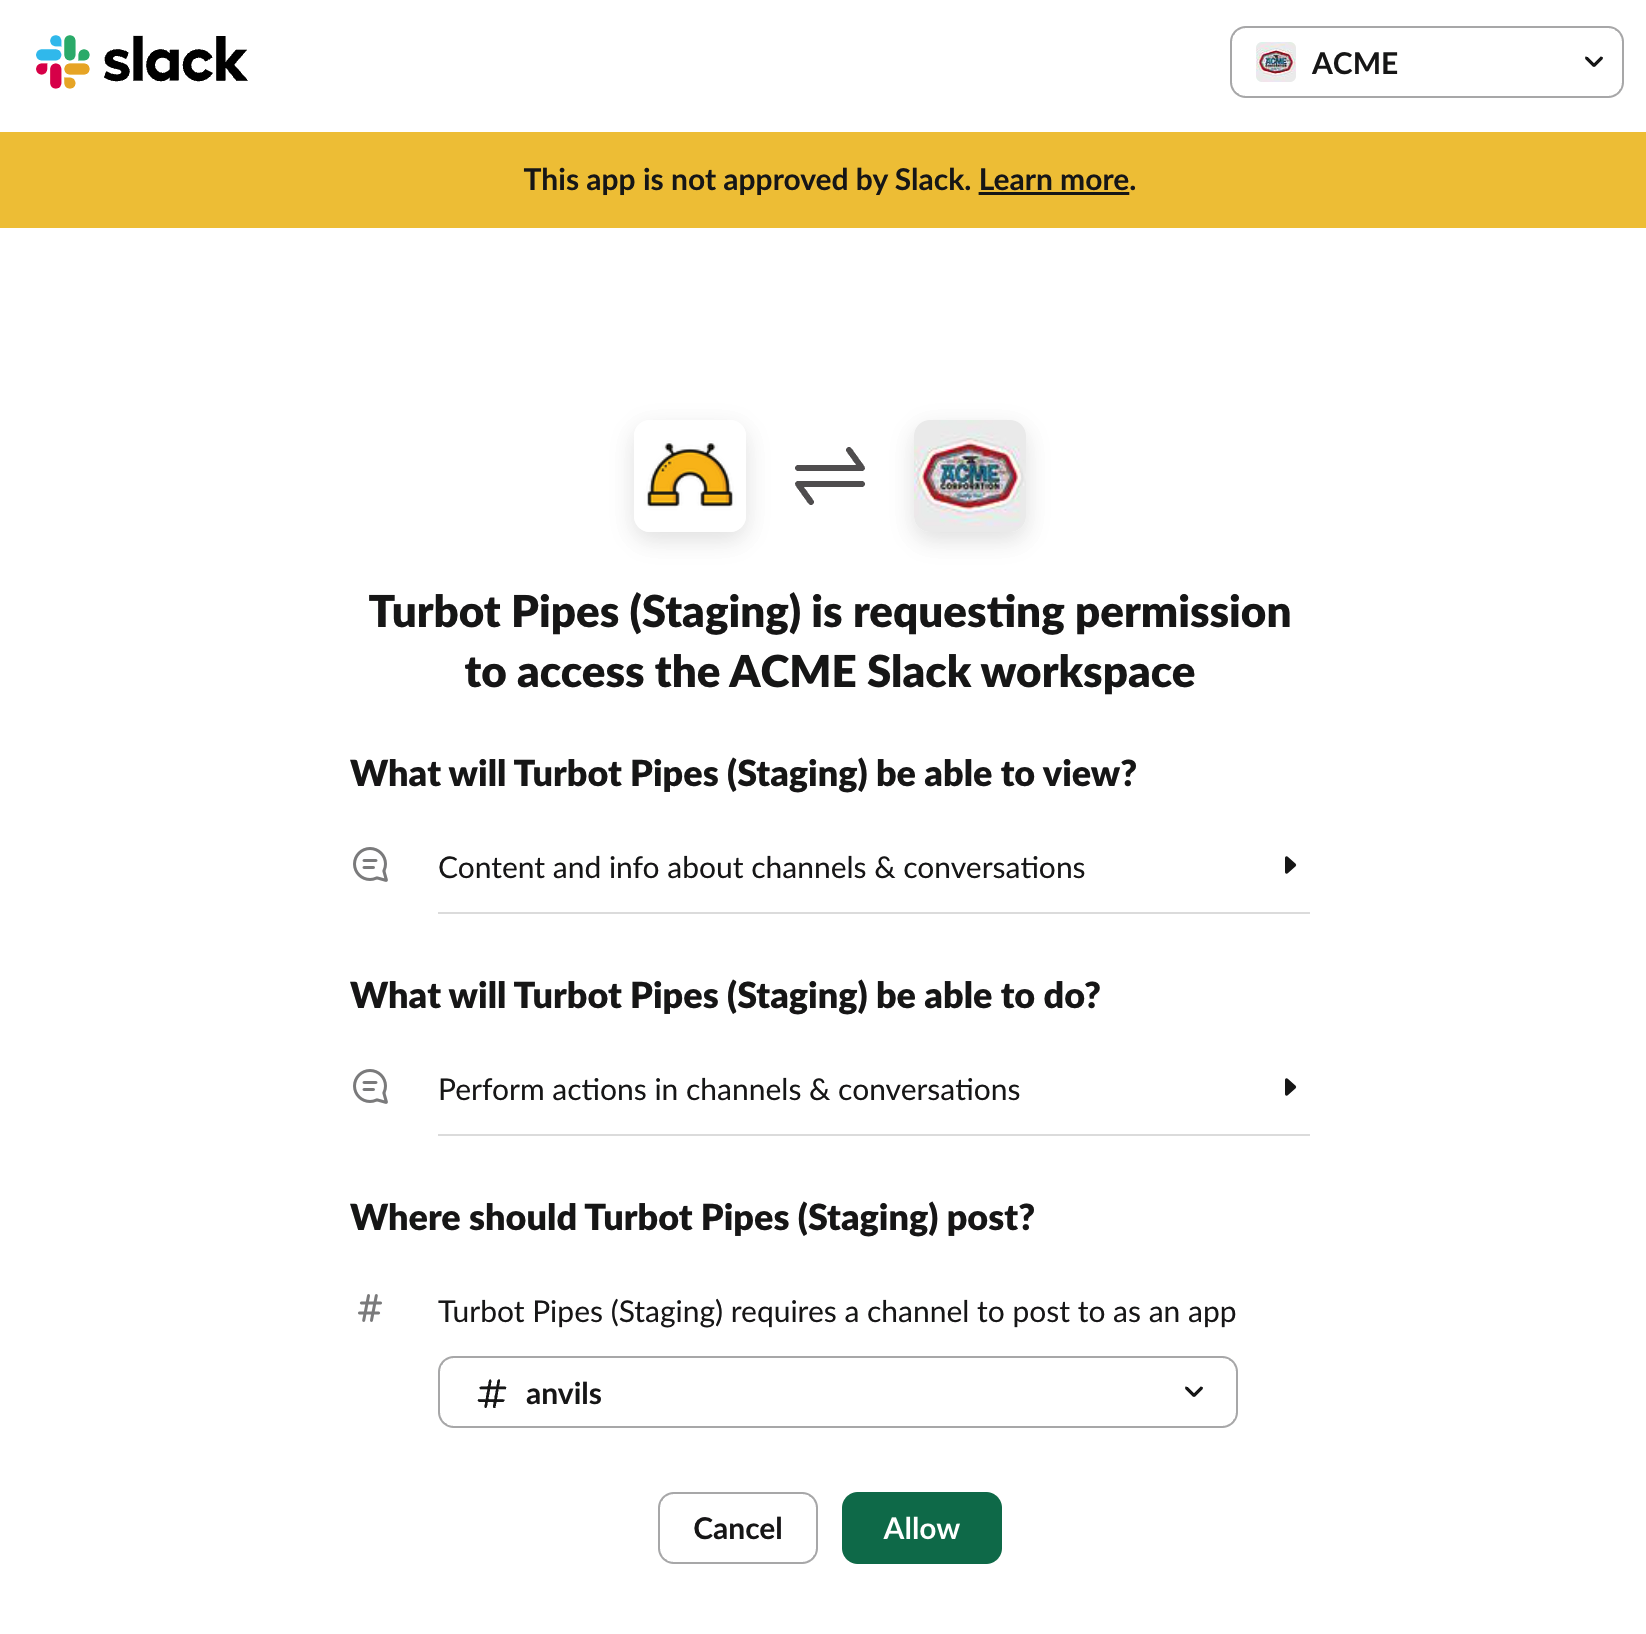 slack
ACME
This app is not approved by Slack. Learn more.
ACME
CORPORATION
Turbot Pipes (Staging) is requesting permission
to access the ACME Slack workspace
What will Turbot Pipes (Staging) be able to view?
Content and info about channels & conversations
What will Turbot Pipes (Staging) be able to do?
Perform actions in channels & conversations
Where should Turbot Pipes (Staging) post?
# Turbot Pipes (Staging) requires a channel to post to as an app
# anvils
Cancel
Allow